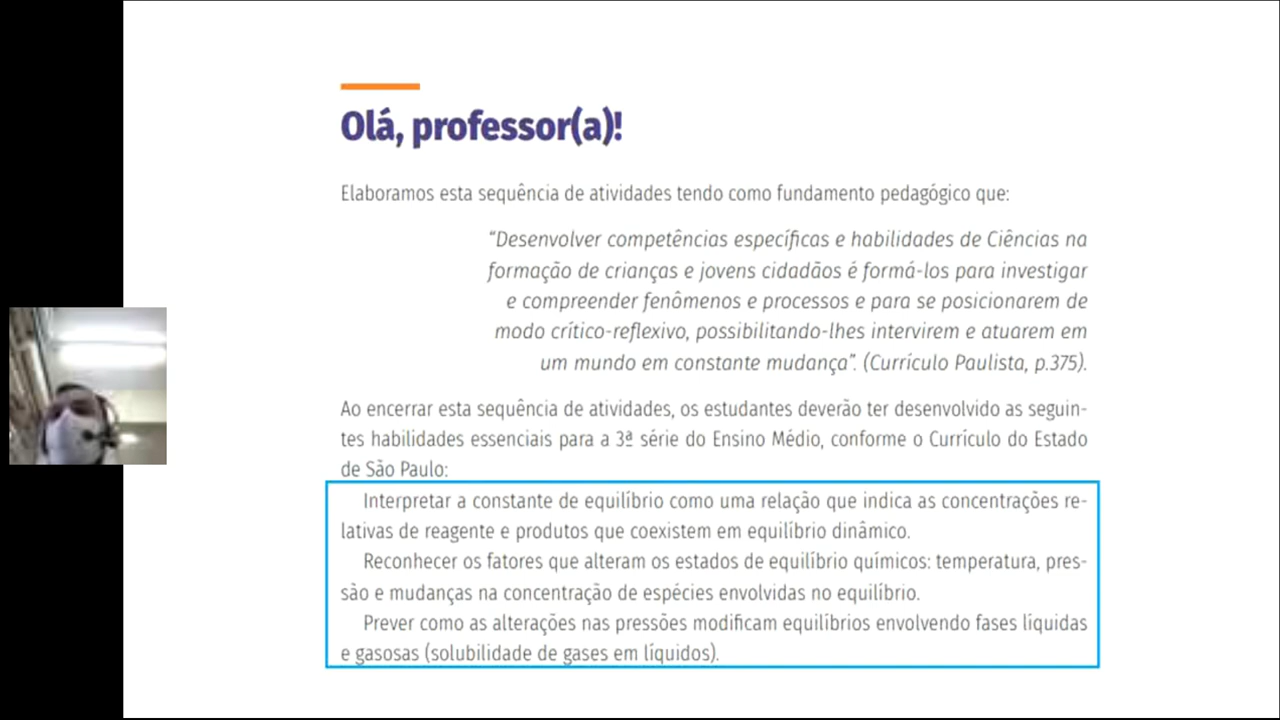 Olá, professor(a)!
Elaboramos esta sequência de atividades tendo como fundamento pedagógico que:
“Desenvolver competências específicas e habilidades de Ciências na
formação de crianças e jovens cidadãos é formá-los para investigar
e compreender fenômenos e processos e para se posicionarem de
modo crítico-reflexivo, possibilitando-lhes intervirem e atuarem em
um mundo em constante mudança”. (Currículo Paulista, p.375).
Ao encerrar esta sequência de atividades, os estudantes deverão ter desenvolvido as seguin-
tes habilidades essenciais para a 3ª série do Ensino Médio, conforme o Currículo do Estado
de São Paulo:
Interpretar a constante de equilíbrio como uma relação que indica as concentrações re-
lativas de reagente e produtos que coexistem em equilíbrio dinâmico.
Reconhecer os fatores que alteram os estados de equilíbrio químicos: temperatura, pres-
são e mudanças na concentração de espécies envolvidas no equilíbrio.
Prever como as alterações nas pressões modificam equilíbrios envolvendo fases líquidas
e gasosas (solubilidade de gases em líquidos).